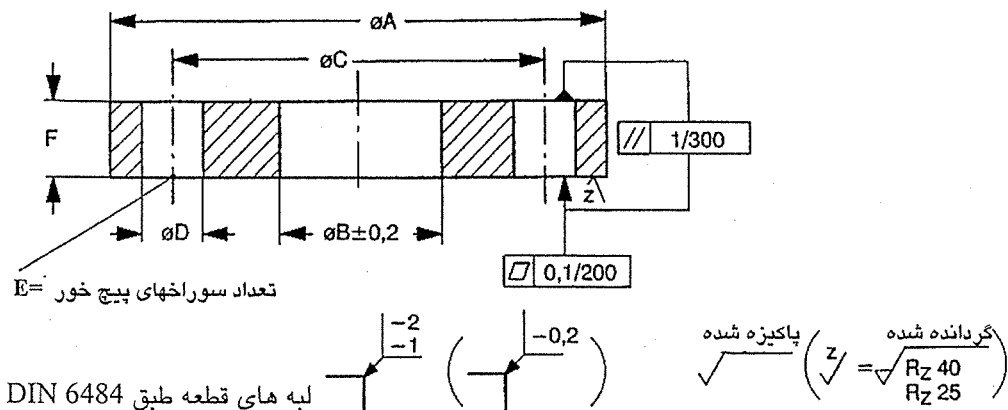 øA
øC
F
// 1/300
z
øD
øB±0,2
⏥ 0,1/200
تعداد سوراخهای پیچ خور =E
لبه های قطعه طبق DIN 6484
-2
-1
( -0,2 )
پاکیزه شده
گردانده شده
( z = Rz 40
Rz 25 )